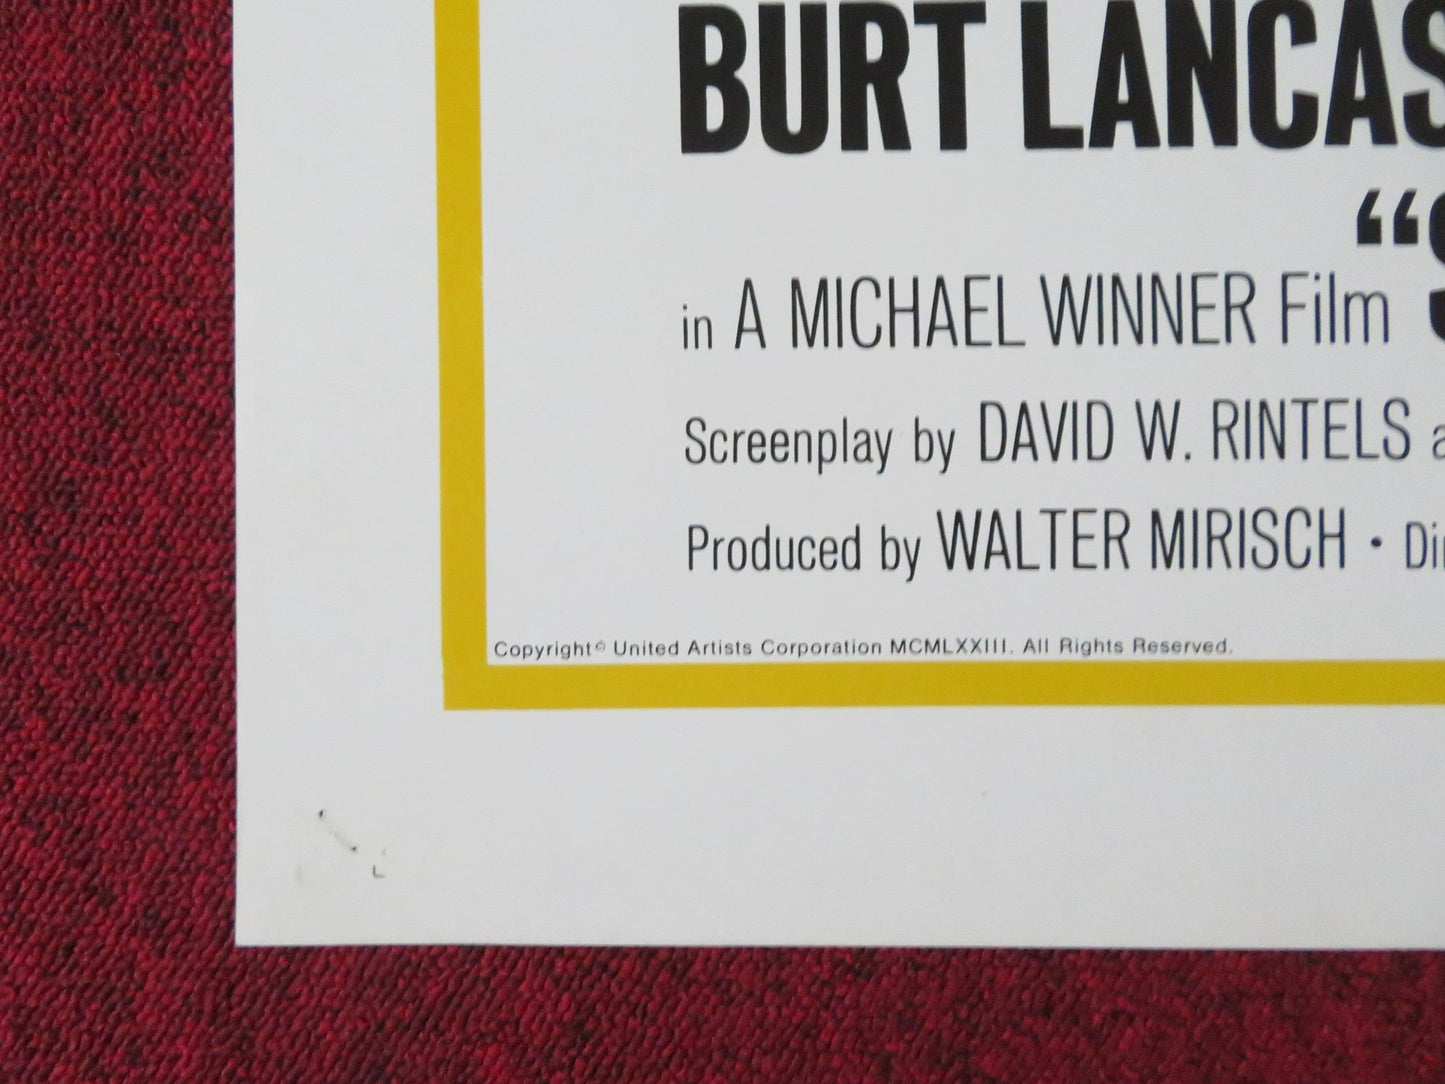 BURT LANCAS
“S
in A MICHAEL WINNER Film
Screenplay by DAVID W. RINTELS a
Produced by WALTER MIRISCH • Dir
Copyright© United Artists Corporation MCMLXXIII. All Rights Reserved.